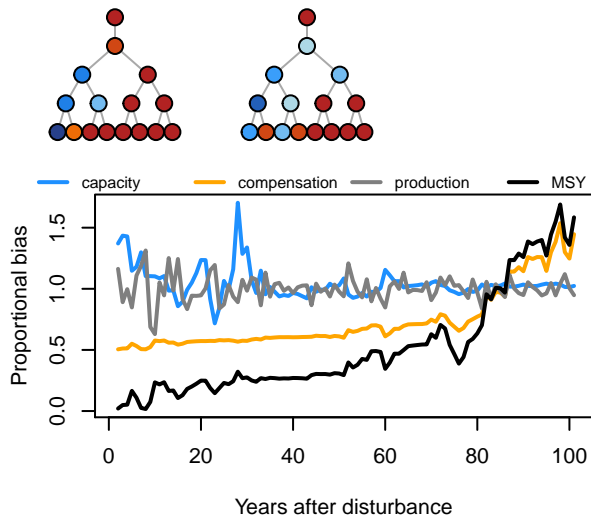 capacity compensation production MSY
Proportional bias
1.5
1.0
0.5
0.0
0 20 40 60 80 100
Years after disturbance